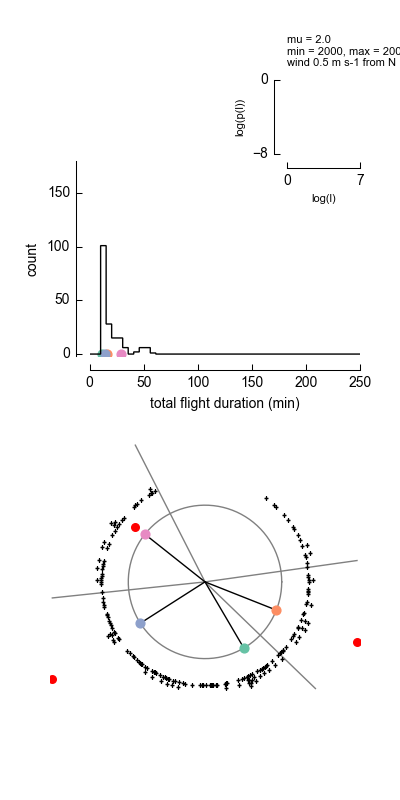 mu = 2.0
min = 2000, max = 200
wind 0.5 m s-1 from N
0
log(p(l))
−8
0 7
log(l)
150
count
100
50
0
0 50 100 150 200 250
total flight duration (min)